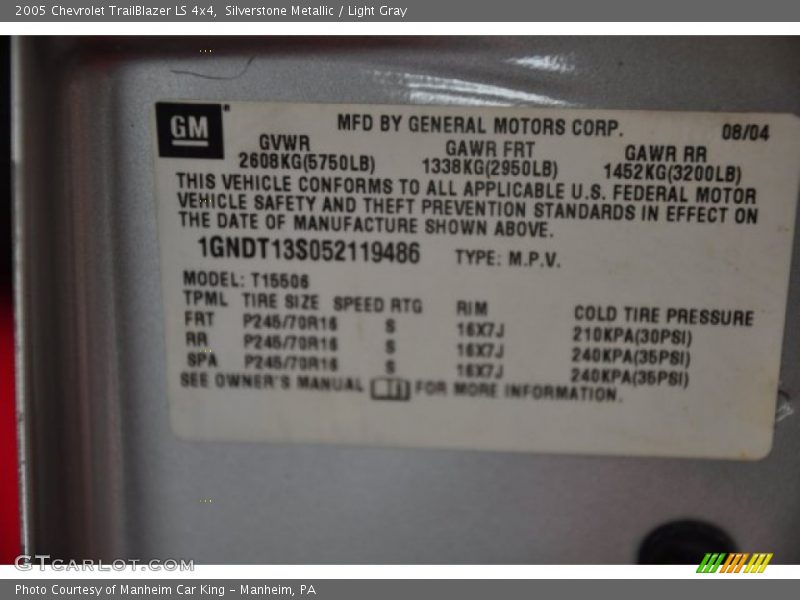 2005 Chevrolet TrailBlazer LS 4x4,  Silverstone Metallic / Light Gray
GM
MFD BY GENERAL MOTORS CORP.
08/04
GVWR GAWR FRT GAWR RR
2608KG(5750LB) 1338KG(2950LB) 1452KG(3200LB)
THIS VEHICLE CONFORMS TO ALL APPLICABLE U.S. FEDERAL MOTOR
VEHICLE SAFETY AND THEFT PREVENTION STANDARDS IN EFFECT ON
THE DATE OF MANUFACTURE SHOWN ABOVE.
1GNDT13S052119486 TYPE: M.P.V.
MODEL: T15506
TPML TIRE SIZE SPEED RTG RIM COLD TIRE PRESSURE
FRT P245/70R16 S 16X7J 210KPA(30PSI)
RR P245/70R16 S 16X7J 240KPA(35PSI)
SPA P245/70R16 S 16X7J 240KPA(35PSI)
SEE OWNER'S MANUAL FOR MORE INFORMATION.
GTCARLOT.COM
Photo Courtesy of Manheim Car King - Manheim, PA